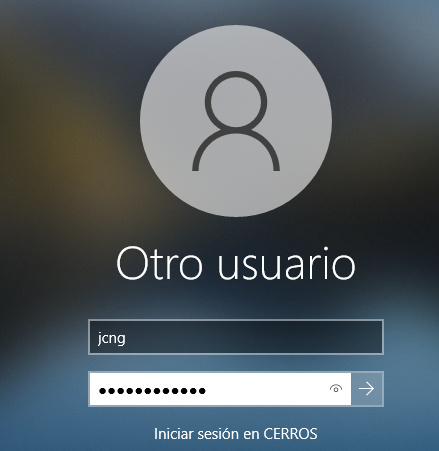 Otro usuario
jcng
••••••••••••
Iniciar sesión en CERROS